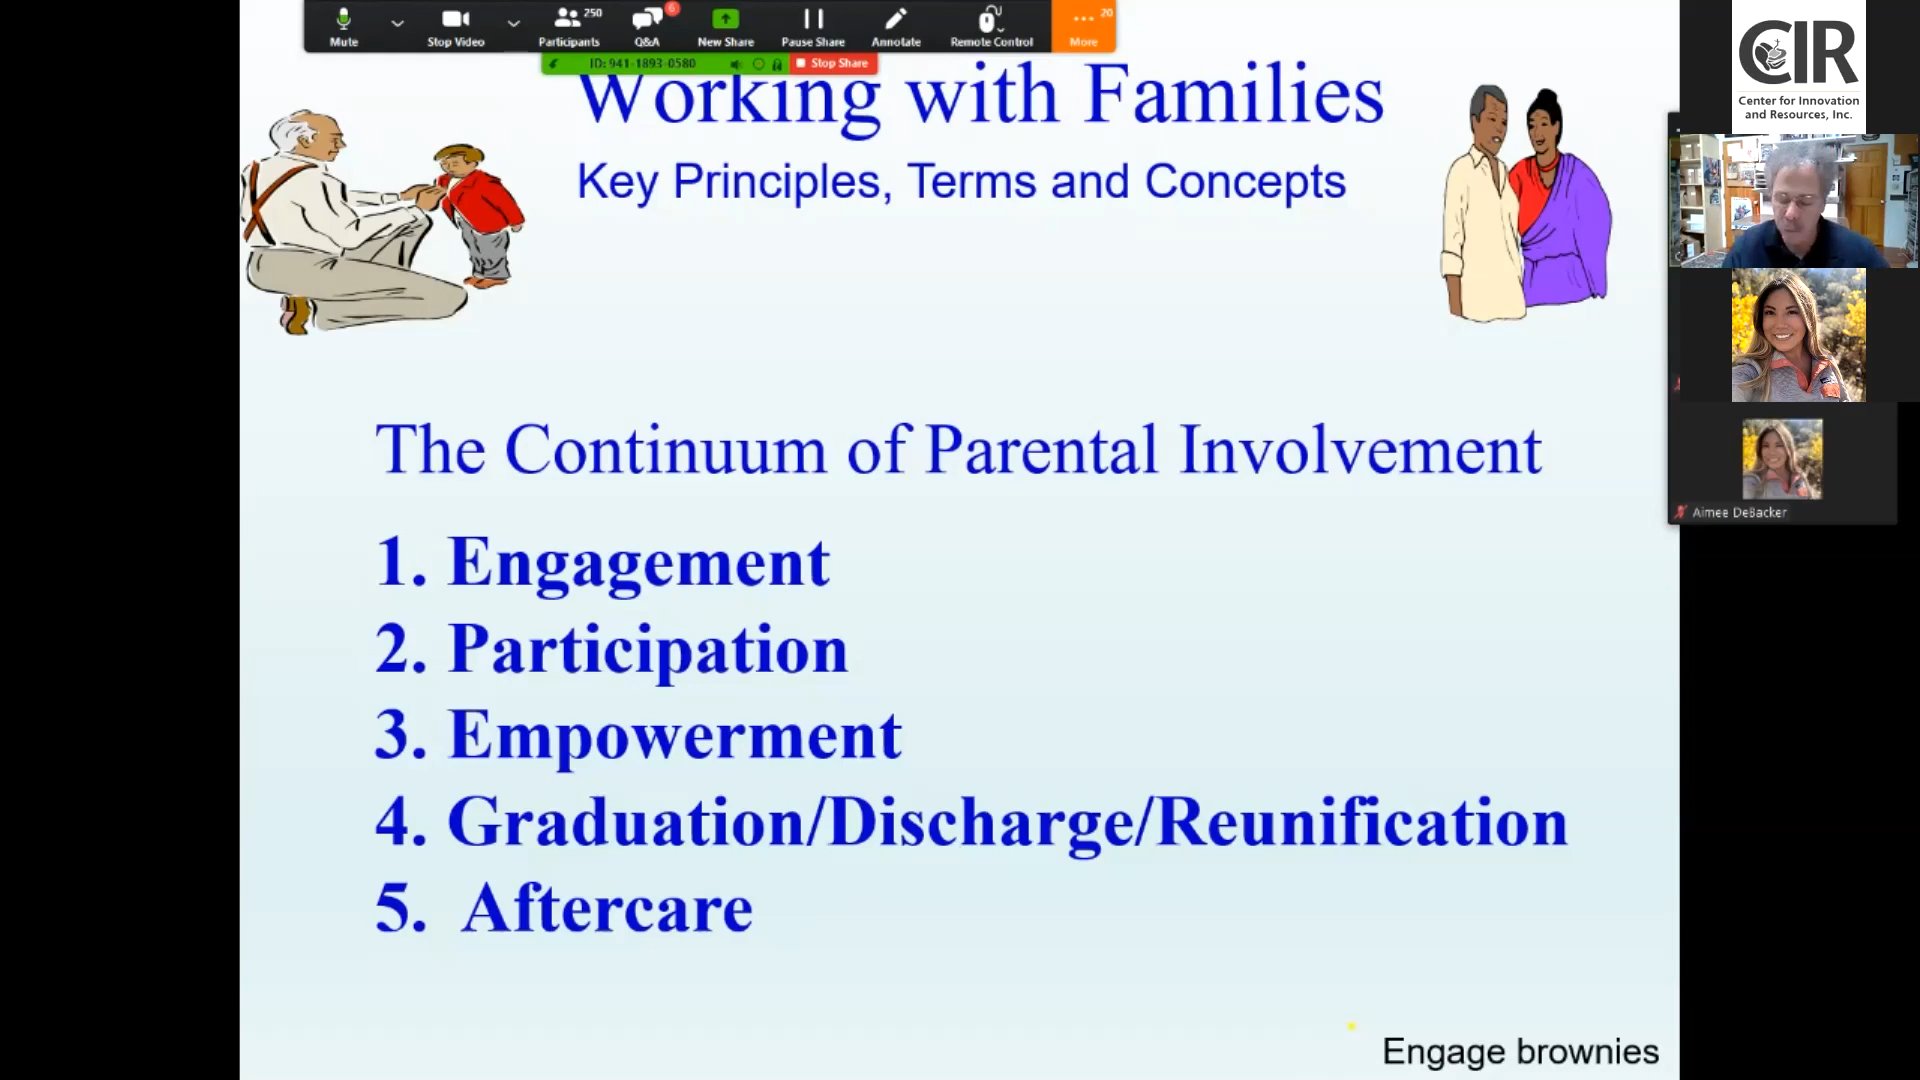 Mute
Stop Video
Participants
250
Q&A
6
New Share
Pause Share
Annotate
Remote Control
More
20
ID: 941-1893-0580
Stop Share
Working with Families
Key Principles, Terms and Concepts
The Continuum of Parental Involvement
1. Engagement
2. Participation
3. Empowerment
4. Graduation/Discharge/Reunification
5. Aftercare
Engage brownies
CIR
Center for Innovation
and Resources, Inc.
Aimee DeBacker